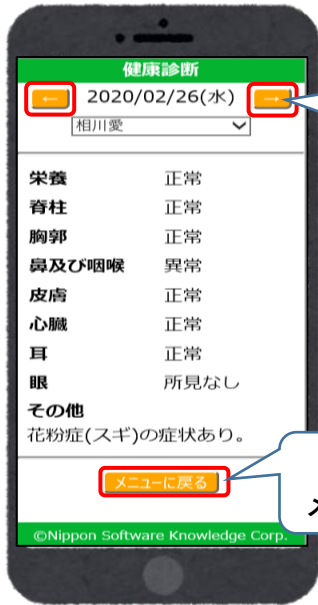 健康診断
← 2020/02/26(水) →
相川愛
栄養 正常
脊柱 正常
胸郭 正常
鼻及び咽喉 異常
皮膚 正常
心臓 正常
耳 正常
眼 所見なし
その他
花粉症(スギ)の症状あり。
メニューに戻る
©Nippon Software Knowledge Corp.